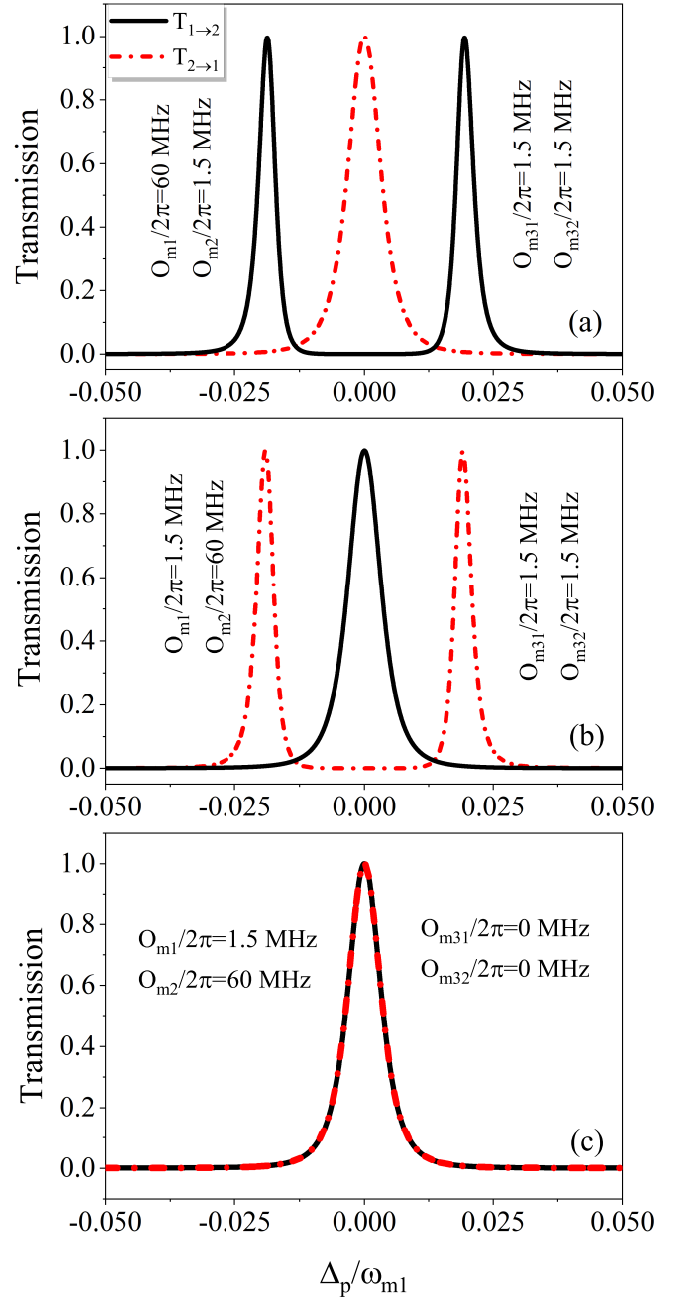 T₁→₂
T₂→₁
Transmission
1.0
0.8
0.6
0.4
0.2
0.0
Oₘ₁/2π=60 MHz
Oₘ₂/2π=1.5 MHz
Oₘ₃₁/2π=1.5 MHz
Oₘ₃₂/2π=1.5 MHz
(a)
-0.050 -0.025 0.000 0.025 0.050
Transmission
1.0
0.8
0.6
0.4
0.2
0.0
Oₘ₁/2π=1.5 MHz
Oₘ₂/2π=60 MHz
Oₘ₃₁/2π=1.5 MHz
Oₘ₃₂/2π=1.5 MHz
(b)
-0.050 -0.025 0.000 0.025 0.050
Transmission
1.0
0.8
0.6
0.4
0.2
0.0
Oₘ₁/2π=1.5 MHz
Oₘ₂/2π=60 MHz
Oₘ₃₁/2π=0 MHz
Oₘ₃₂/2π=0 MHz
(c)
-0.050 -0.025 0.000 0.025 0.050
Δₚ/ωₘ₁